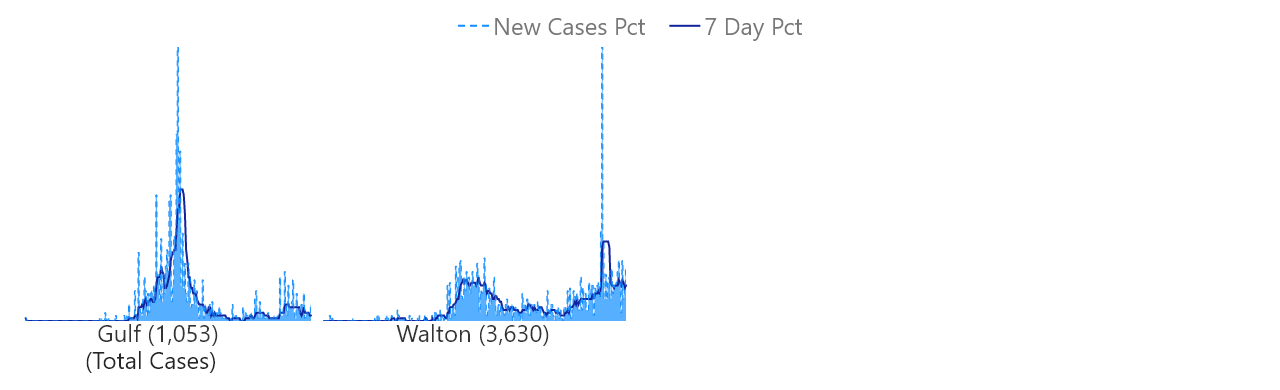 New Cases Pct 7 Day Pct
Gulf (1,053) Walton (3,630)
(Total Cases)